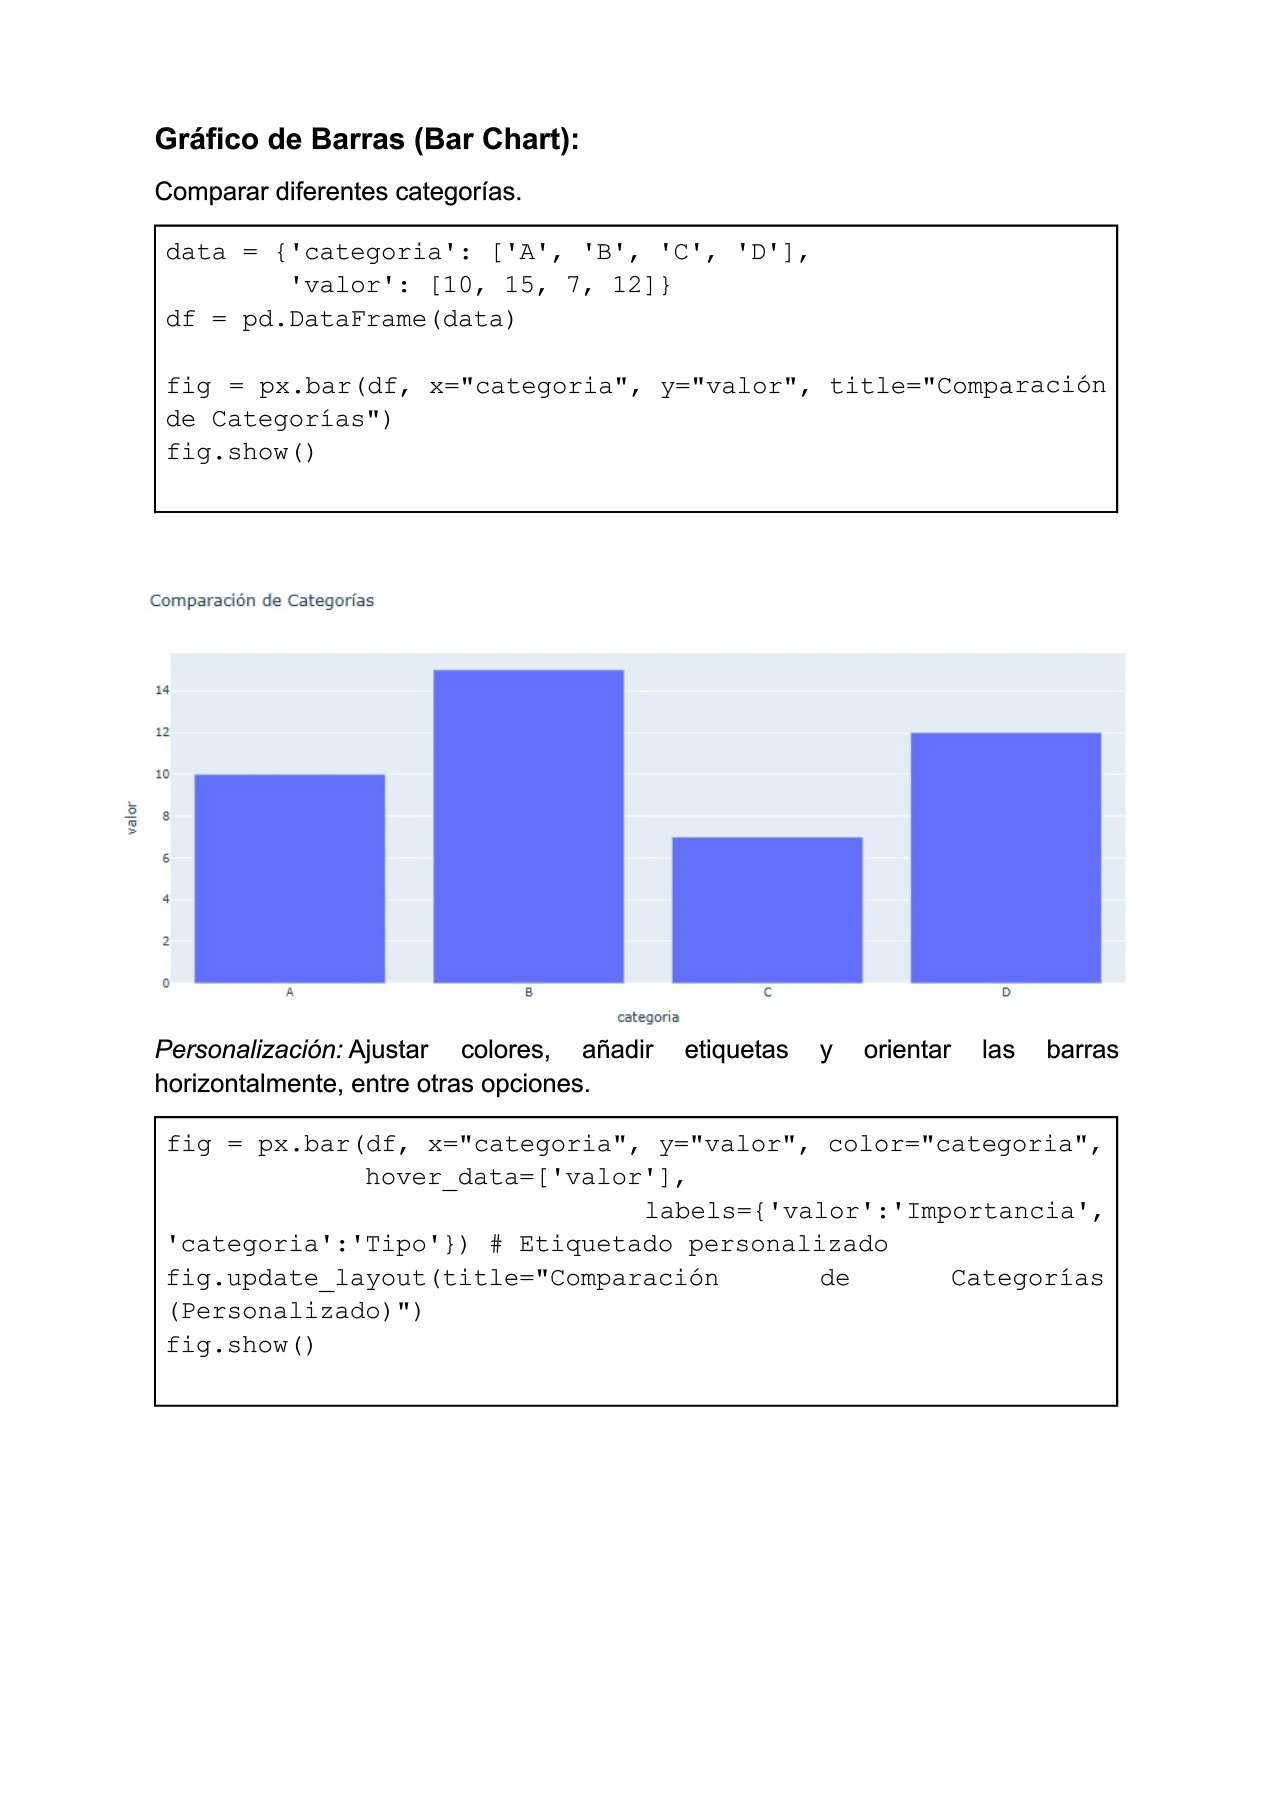 Gráfico de Barras (Bar Chart):
Comparar diferentes categorías.
data = {'categoria': ['A', 'B', 'C', 'D'],
'valor': [10, 15, 7, 12]}
df = pd.DataFrame(data)
fig = px.bar(df, x="categoria", y="valor", title="Comparación
de Categorías")
fig.show()
Comparación de Categorías
14
12
10
8
6
4
2
0
valor
A B C D
categoria
Personalización: Ajustar colores, añadir etiquetas y orientar las barras
horizontalmente, entre otras opciones.
fig = px.bar(df, x="categoria", y="valor", color="categoria",
hover_data=['valor'],
labels={'valor':'Importancia',
'categoria':'Tipo'}) # Etiquetado personalizado
fig.update_layout(title="Comparación de Categorías
(Personalizado)")
fig.show()